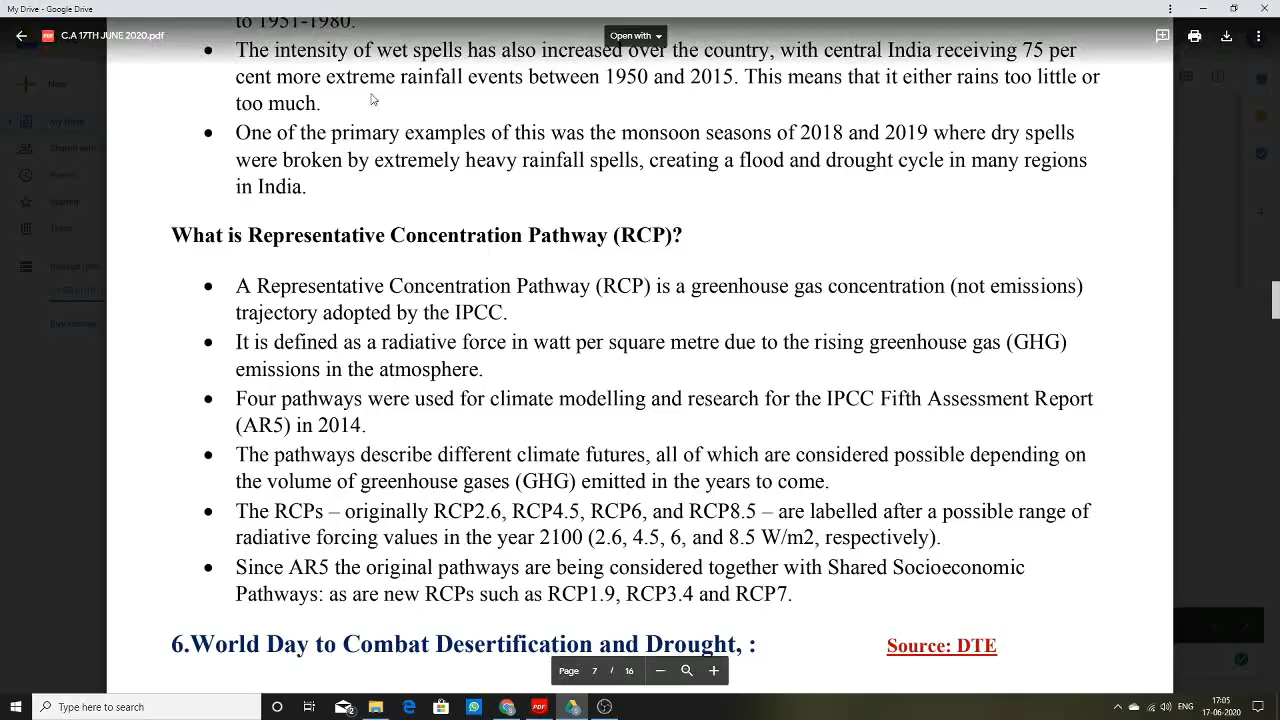 My Drive - Google Drive
to 1951-1980.
C.A 17TH JUNE 2020.pdf
Open with
• The intensity of wet spells has also increased over the country, with central India receiving 75 per
cent more extreme rainfall events between 1950 and 2015. This means that it either rains too little or
too much.
• One of the primary examples of this was the monsoon seasons of 2018 and 2019 where dry spells
were broken by extremely heavy rainfall spells, creating a flood and drought cycle in many regions
in India.
New
My Drive
Shared with
Recent
Starred
Trash
What is Representative Concentration Pathway (RCP)?
• A Representative Concentration Pathway (RCP) is a greenhouse gas concentration (not emissions)
trajectory adopted by the IPCC.
• It is defined as a radiative force in watt per square metre due to the rising greenhouse gas (GHG)
emissions in the atmosphere.
• Four pathways were used for climate modelling and research for the IPCC Fifth Assessment Report
(AR5) in 2014.
• The pathways describe different climate futures, all of which are considered possible depending on
the volume of greenhouse gases (GHG) emitted in the years to come.
• The RCPs – originally RCP2.6, RCP4.5, RCP6, and RCP8.5 – are labelled after a possible range of
radiative forcing values in the year 2100 (2.6, 4.5, 6, and 8.5 W/m2, respectively).
• Since AR5 the original pathways are being considered together with Shared Socioeconomic
Pathways: as are new RCPs such as RCP1.9, RCP3.4 and RCP7.
6.World Day to Combat Desertification and Drought, : Source: DTE
Page 7 / 16
Type here to search
ENG
17:05
17-06-2020